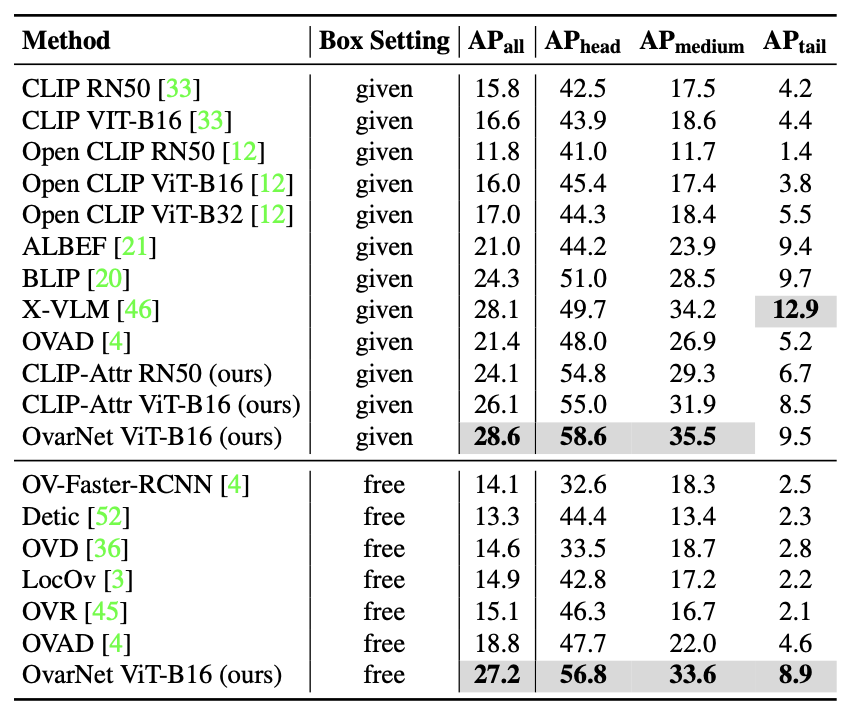 Method Box Setting APall APhead APmedium APtail
CLIP RN50 [33] given 15.8 42.5 17.5 4.2
CLIP VIT-B16 [33] given 16.6 43.9 18.6 4.4
Open CLIP RN50 [12] given 11.8 41.0 11.7 1.4
Open CLIP ViT-B16 [12] given 16.0 45.4 17.4 3.8
Open CLIP ViT-B32 [12] given 17.0 44.3 18.4 5.5
ALBEF [21] given 21.0 44.2 23.9 9.4
BLIP [20] given 24.3 51.0 28.5 9.7
X-VLM [46] given 28.1 49.7 34.2 12.9
OVAD [4] given 21.4 48.0 26.9 5.2
CLIP-Attr RN50 (ours) given 24.1 54.8 29.3 6.7
CLIP-Attr ViT-B16 (ours) given 26.1 55.0 31.9 8.5
OvarNet ViT-B16 (ours) given 28.6 58.6 35.5 9.5
OV-Faster-RCNN [4] free 14.1 32.6 18.3 2.5
Detic [52] free 13.3 44.4 13.4 2.3
OVD [36] free 14.6 33.5 18.7 2.8
LocOv [3] free 14.9 42.8 17.2 2.2
OVR [45] free 15.1 46.3 16.7 2.1
OVAD [4] free 18.8 47.7 22.0 4.6
OvarNet ViT-B16 (ours) free 27.2 56.8 33.6 8.9